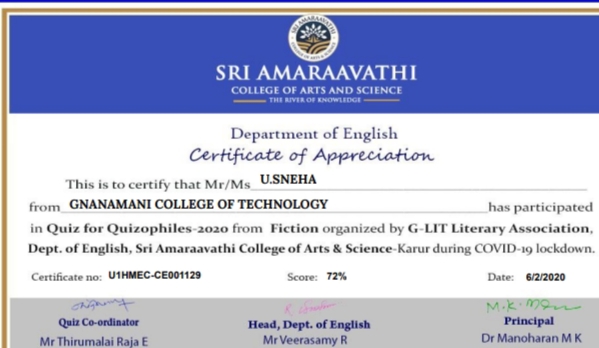 SRI AMARAAVATHI
COLLEGE OF ARTS AND SCIENCE
THE RIVER OF KNOWLEDGE
Department of English
Certificate of Appreciation
This is to certify that Mr/Ms U.SNEHA
from GNANAMANI COLLEGE OF TECHNOLOGY has participated
in Quiz for Quizophiles-2020 from Fiction organized by G-LIT Literary Association,
Dept. of English, Sri Amaraavathi College of Arts & Science-Karur during COVID-19 lockdown.
Certificate no: U1HMEC-CE001129 Score: 72% Date: 6/2/2020
Quiz Co-ordinator Head, Dept. of English Principal
Mr Thirumalai Raja E Mr Veerasamy R Dr Manoharan M K